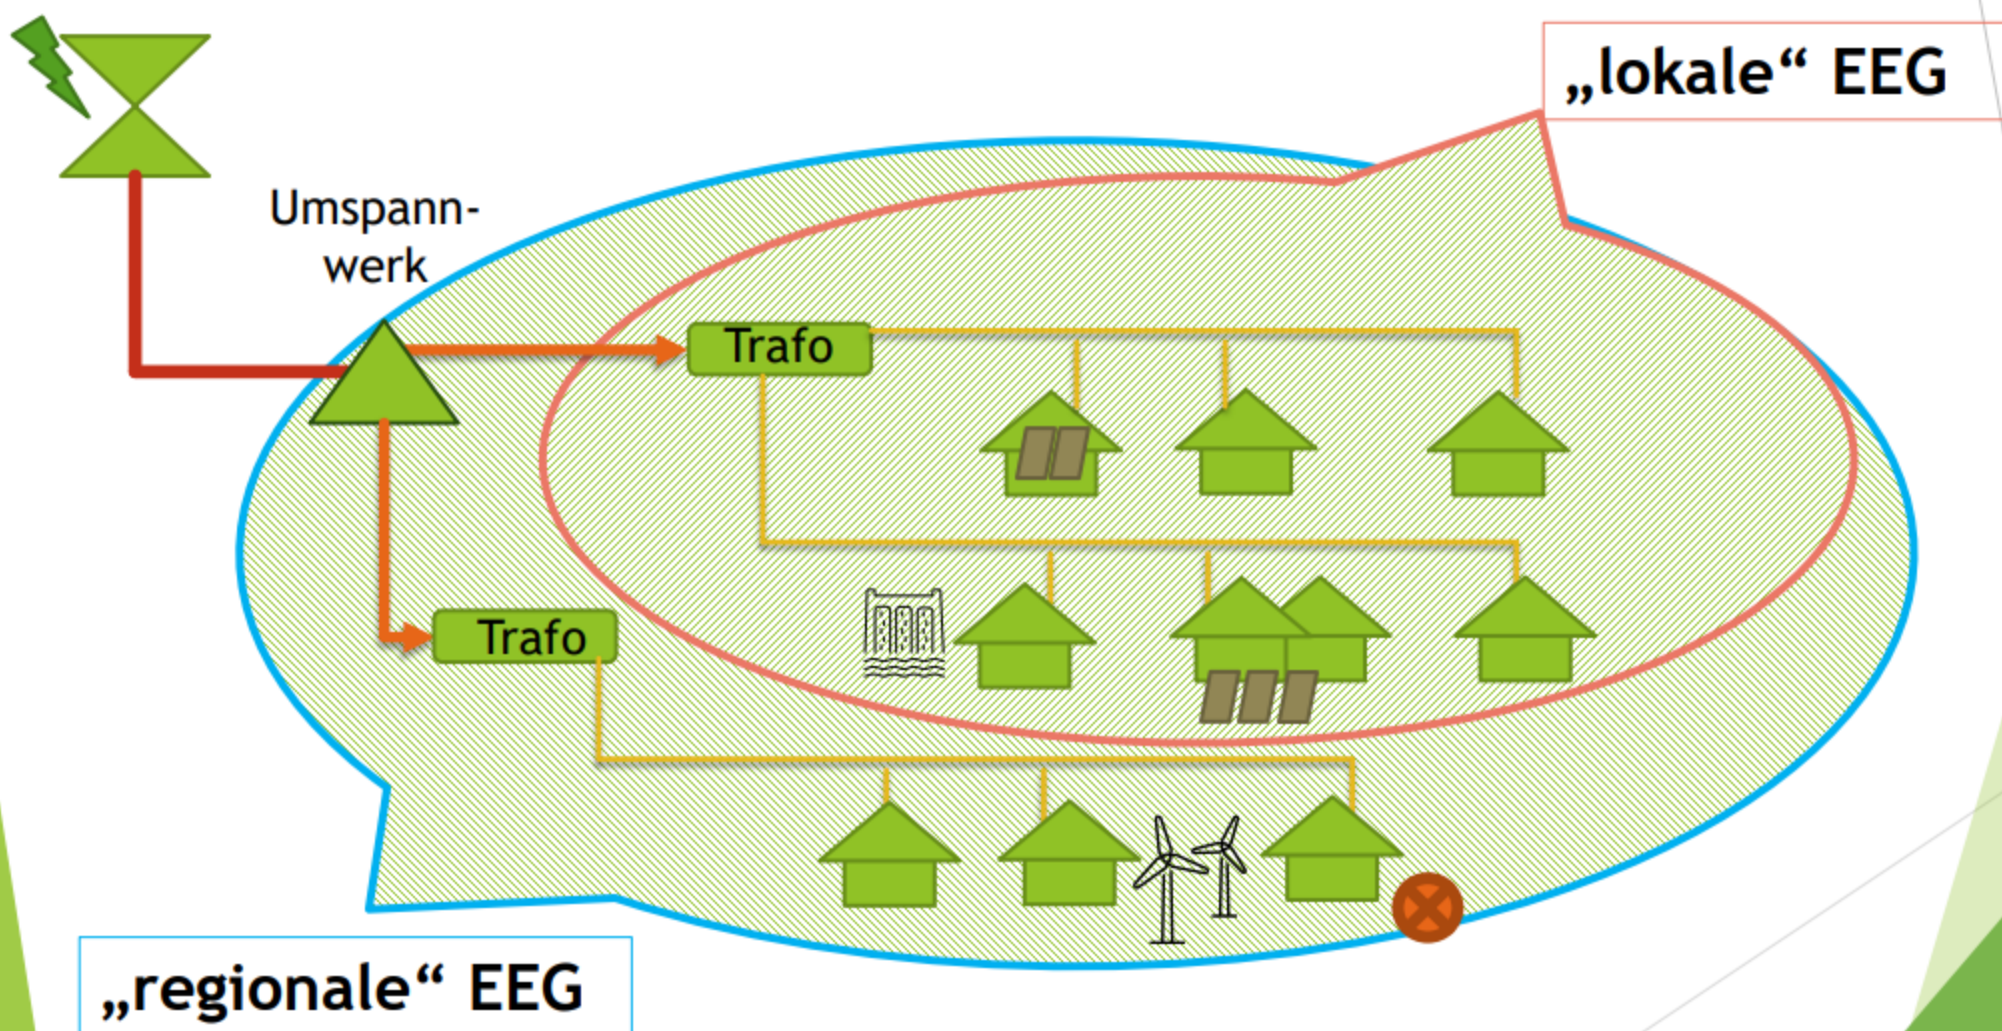 „lokale“ EEG
Umspann-
werk
Trafo
Trafo
„regionale“ EEG